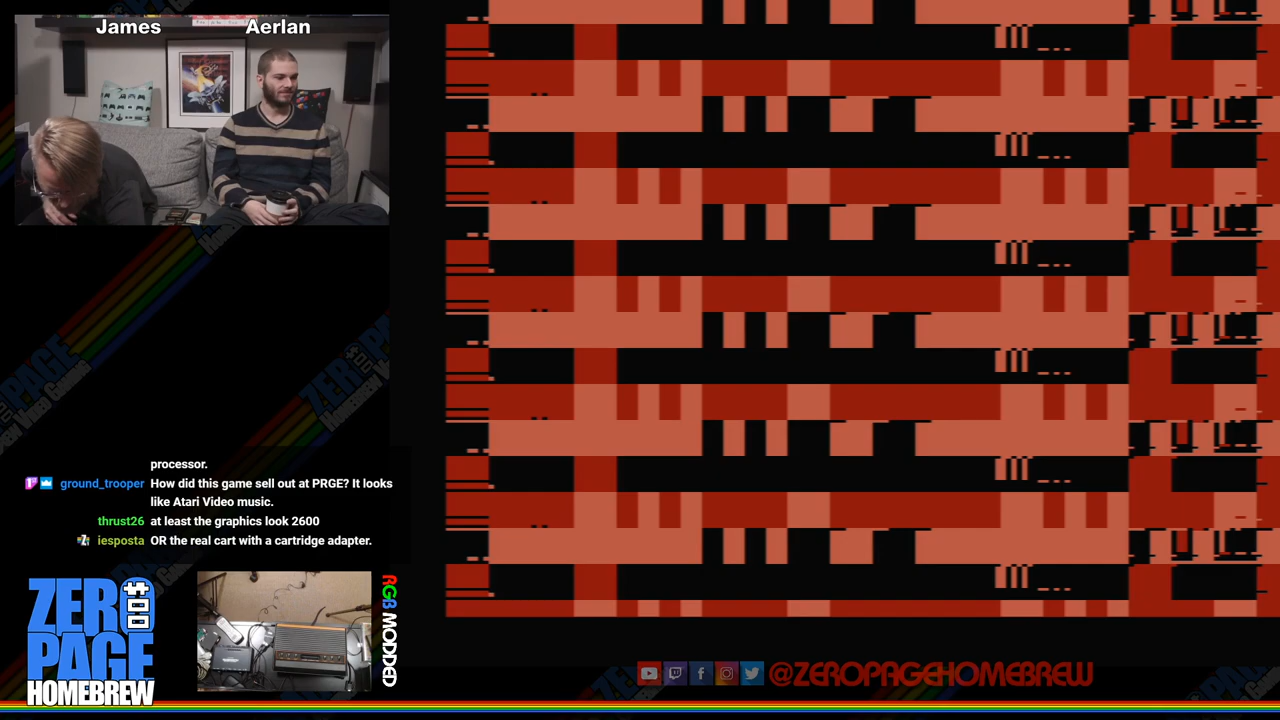 James
Aerlan
processor.
ground_trooper How did this game sell out at PRGE? It looks
like Atari Video music.
thrust26 at least the graphics look 2600
iesposta OR the real cart with a cartridge adapter.
ZERO
PAGE
HOMEBREW
RGB MODDED
@ZEROPAGEHOMEBREW